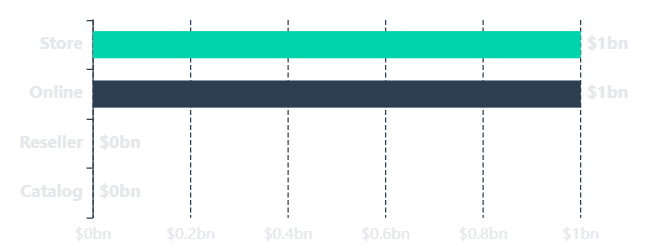 Store $1bn
Online $1bn
Reseller $0bn
Catalog $0bn
$0bn $0.2bn $0.4bn $0.6bn $0.8bn $1bn